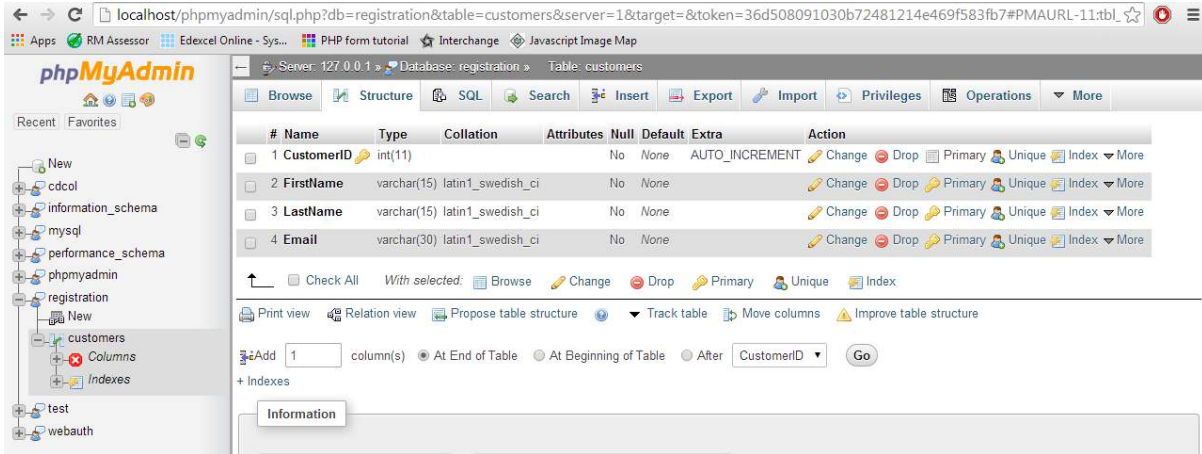 localhost/phpmyadmin/sql.php?db=registration&table=customers&server=1&target=&token=36d508091030b72481214e469f583fb7#PMAURL-11:tbl_
Apps RM Assessor Edexcel Online - Sys... PHP form tutorial Interchange Javascript Image Map
phpMyAdmin
Recent Favorites
New
cdcol
information_schema
mysql
performance_schema
phpmyadmin
registration
New
customers
Columns
Indexes
test
webauth
Server: 127.0.0.1 » Database: registration » Table: customers
Browse Structure SQL Search Insert Export Import Privileges Operations More
# Name Type Collation Attributes Null Default Extra Action
1 CustomerID int(11) No None AUTO_INCREMENT Change Drop Primary Unique Index More
2 FirstName varchar(15) latin1_swedish_ci No None Change Drop Primary Unique Index More
3 LastName varchar(15) latin1_swedish_ci No None Change Drop Primary Unique Index More
4 Email varchar(30) latin1_swedish_ci No None Change Drop Primary Unique Index More
Check All With selected: Browse Change Drop Primary Unique Index
Print view Relation view Propose table structure Track table Move columns Improve table structure
Add 1 column(s) At End of Table At Beginning of Table After CustomerID Go
+ Indexes
Information